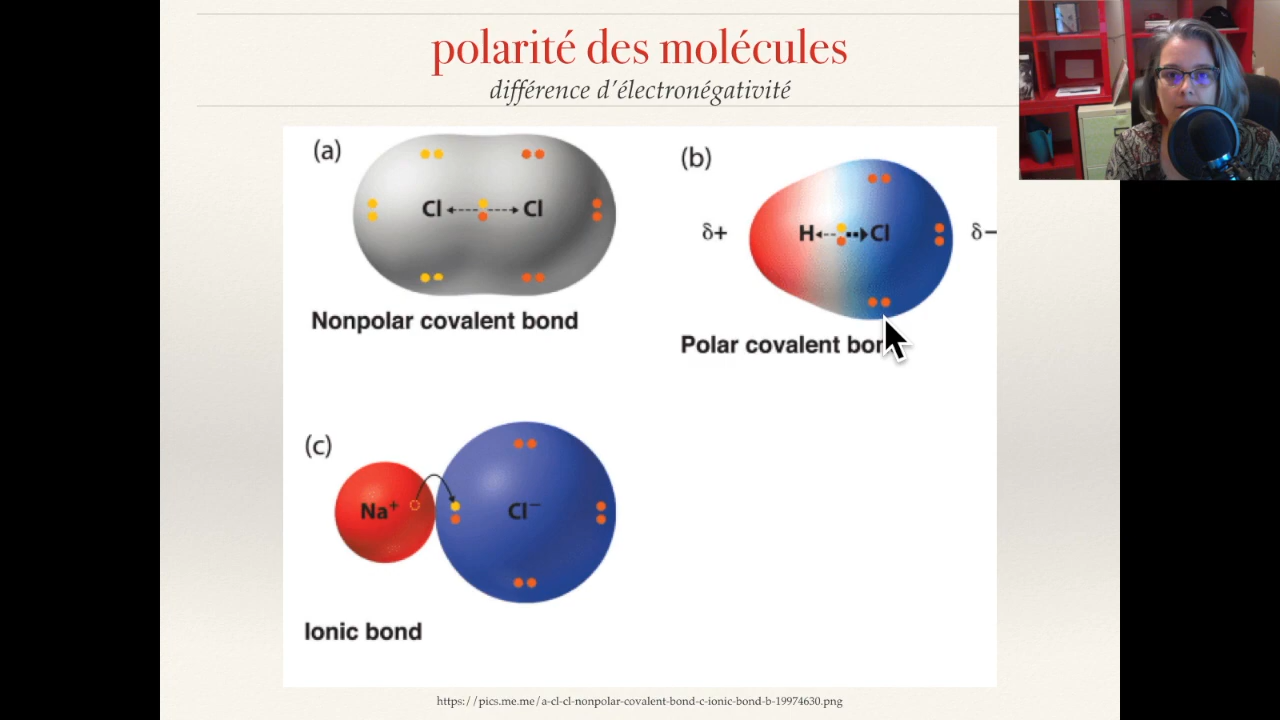 polarité des molécules
différence d'électronégativité
(a)
Cl Cl
Nonpolar covalent bond
(b)
δ+ H Cl δ−
Polar covalent
(c)
Na⁺ Cl⁻
Ionic bond
https://pics.me.me/a-cl-cl-nonpolar-covalent-bond-c-ionic-bond-b-19974630.png